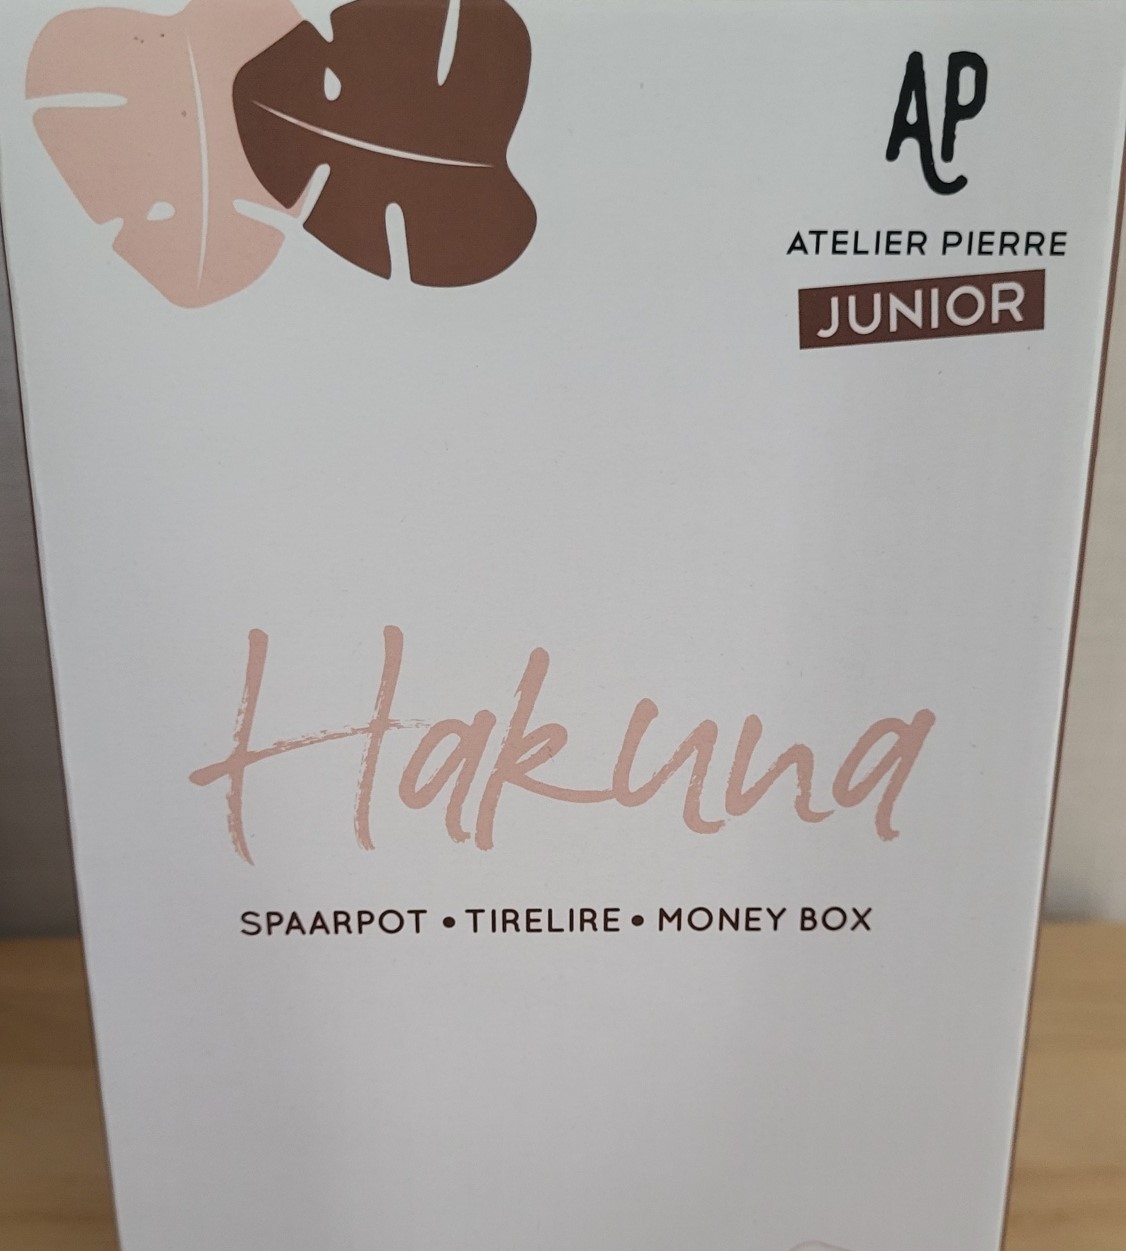 AP
ATELIER PIERRE
JUNIOR
Hakuna
SPAARPOT • TIRELIRE • MONEY BOX